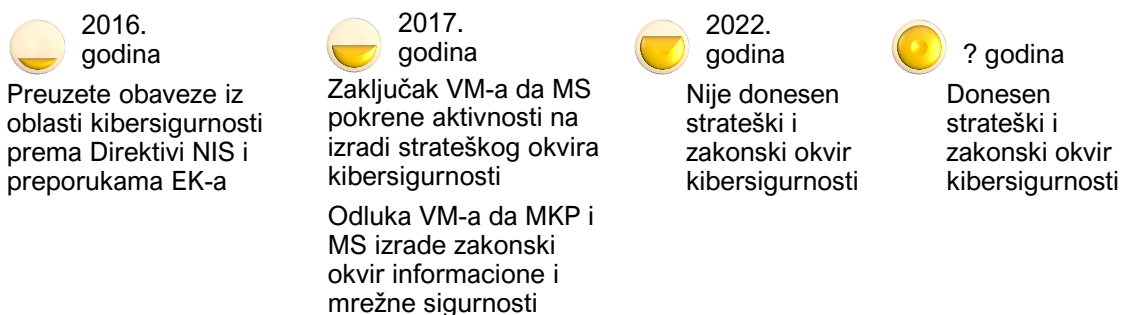 2016.
godina
Preuzete obaveze iz
oblasti kibersigurnosti
prema Direktivi NIS i
preporukama EK-a
2017.
godina
Zaključak VM-a da MS
pokrene aktivnosti na
izradi strateškog okvira
kibersigurnosti
Odluka VM-a da MKP i
MS izrade zakonski
okvir informacione i
mrežne sigurnosti
2022.
godina
Nije donesen
strateški i
zakonski okvir
kibersigurnosti
? godina
Donesen
strateški i
zakonski okvir
kibersigurnosti